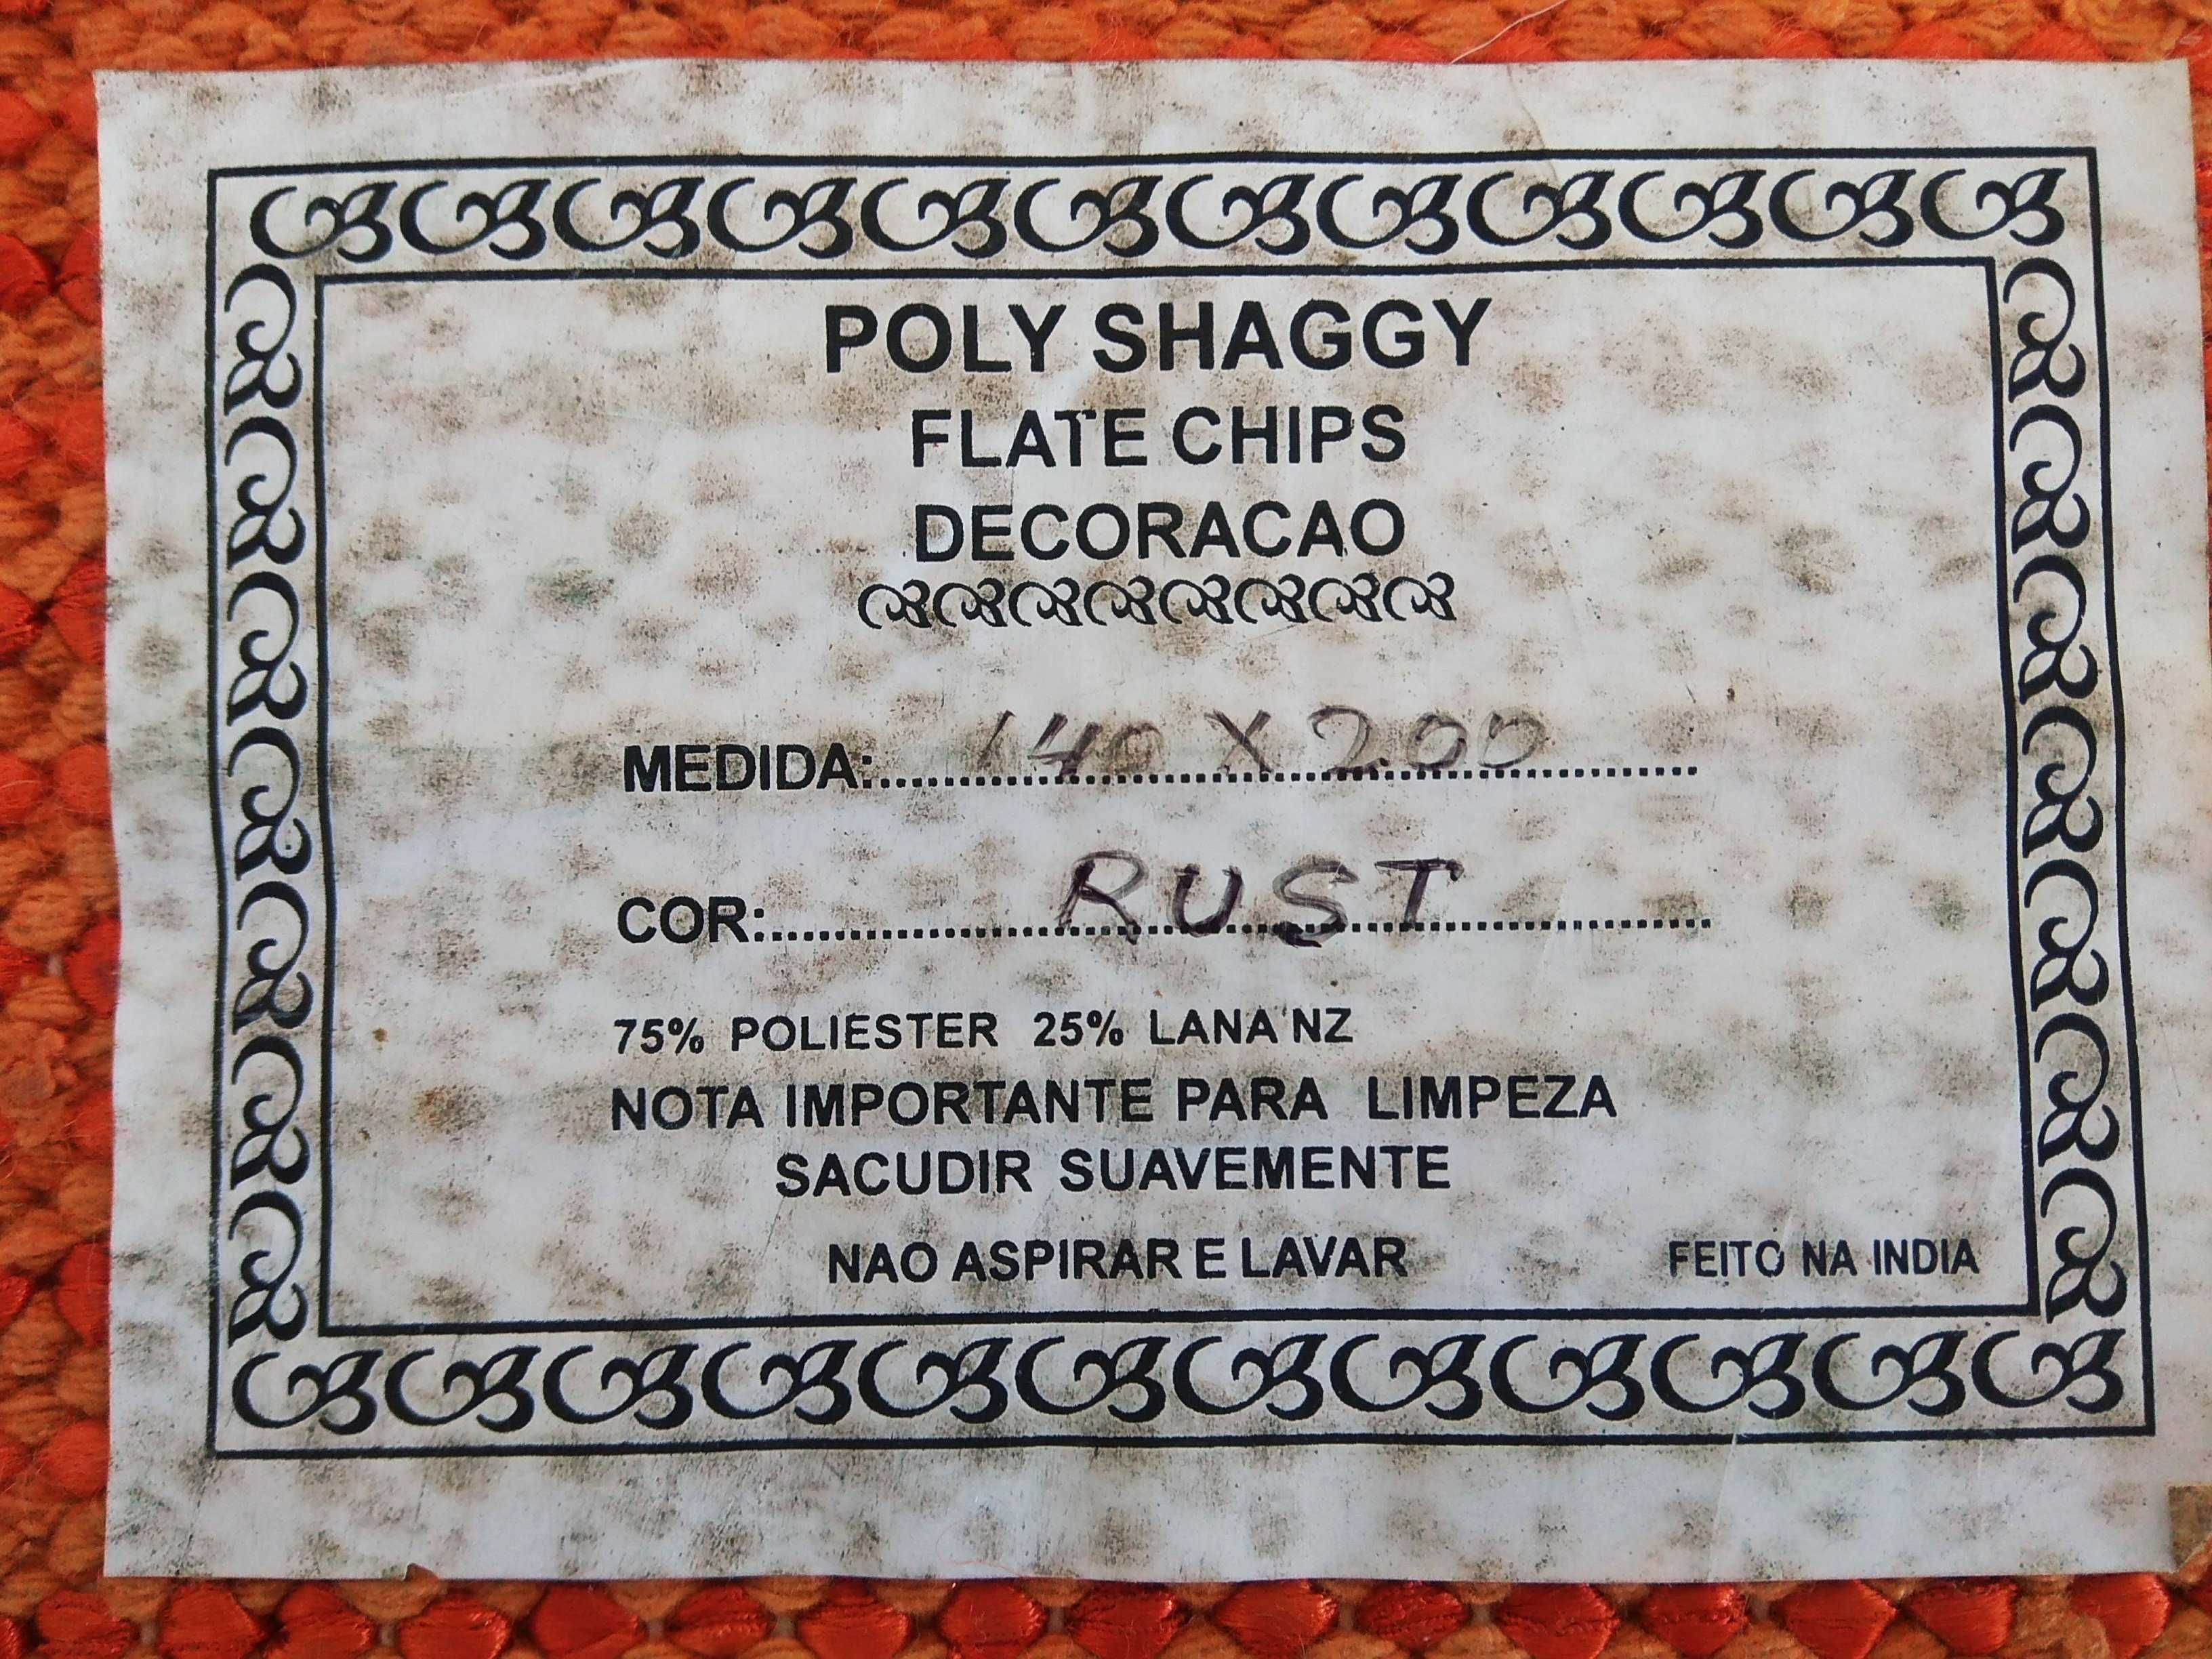 POLY SHAGGY
FLATE CHIPS
DECORACAO
MEDIDA:..........140 X 200..........
COR:..........RUST..........
75% POLIESTER 25% LANA NZ
NOTA IMPORTANTE PARA LIMPEZA
SACUDIR SUAVEMENTE
NAO ASPIRAR E LAVAR
FEITO NA INDIA